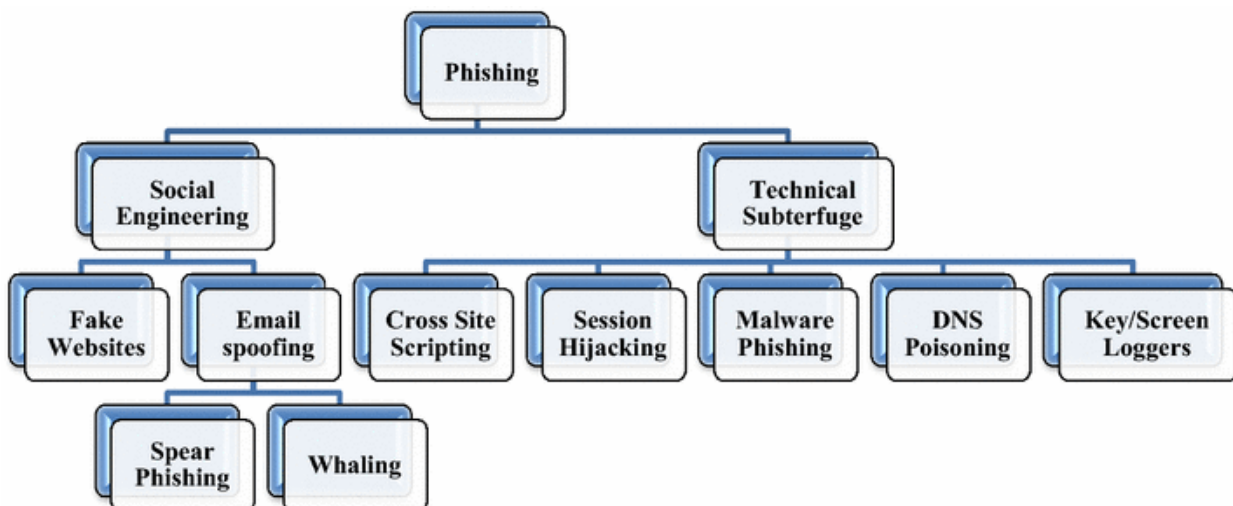 Phishing
Social
Engineering
Technical
Subterfuge
Fake
Websites
Email
spoofing
Cross Site
Scripting
Session
Hijacking
Malware
Phishing
DNS
Poisoning
Key/Screen
Loggers
Spear
Phishing
Whaling